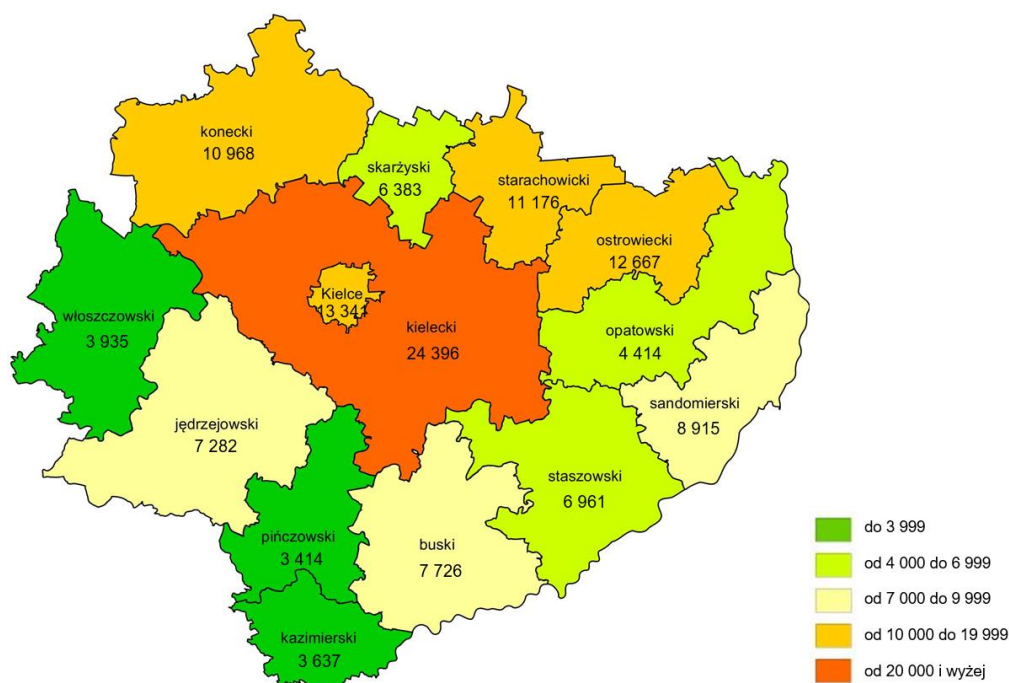 konecki
10 968
skarżyski
6 383
starachowicki
11 176
ostrowiecki
12 667
Kielce
13 341
włoszczowski
3 935
kielecki
24 396
opatowski
4 414
sandomierski
8 915
jędrzejowski
7 282
staszowski
6 961
pińczowski
3 414
buski
7 726
kazimierski
3 637
do 3 999
od 4 000 do 6 999
od 7 000 do 9 999
od 10 000 do 19 999
od 20 000 i wyżej